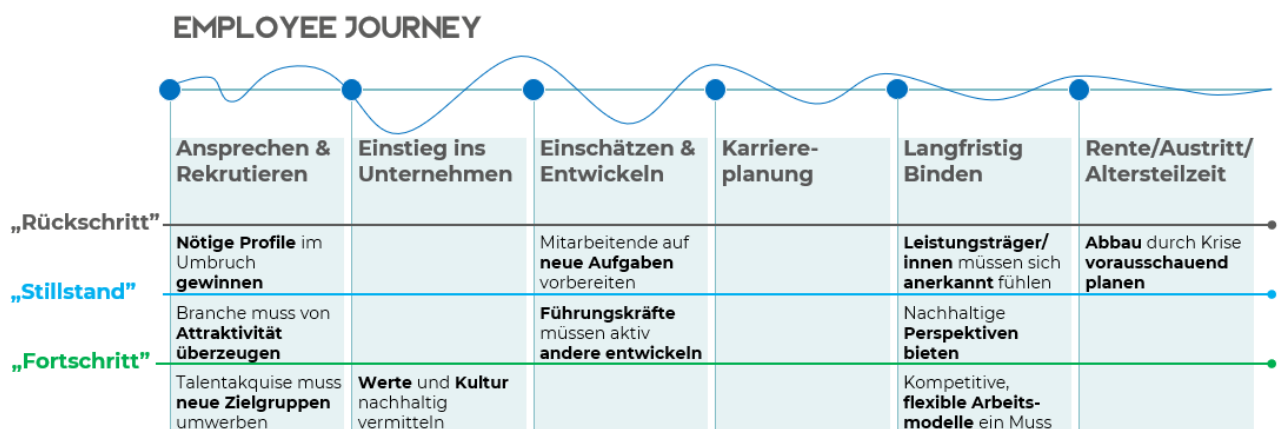 EMPLOYEE JOURNEY
Ansprechen &
Rekrutieren
Einstieg ins
Unternehmen
Einschätzen &
Entwickeln
Karriere-
planung
Langfristig
Binden
Rente/Austritt/
Altersteilzeit
„Rückschritt”
Nötige Profile im
Umbruch
gewinnen
Mitarbeitende auf
neue Aufgaben
vorbereiten
Leistungsträger/
innen müssen sich
anerkannt fühlen
Abbau durch Krise
vorausschauend
planen
„Stillstand”
Branche muss von
Attraktivität
überzeugen
Führungskräfte
müssen aktiv
andere entwickeln
Nachhaltige
Perspektiven
bieten
„Fortschritt”
Talentakquise muss
neue Zielgruppen
umwerben
Werte und Kultur
nachhaltig
vermitteln
Kompetitive,
flexible Arbeits-
modelle ein Muss